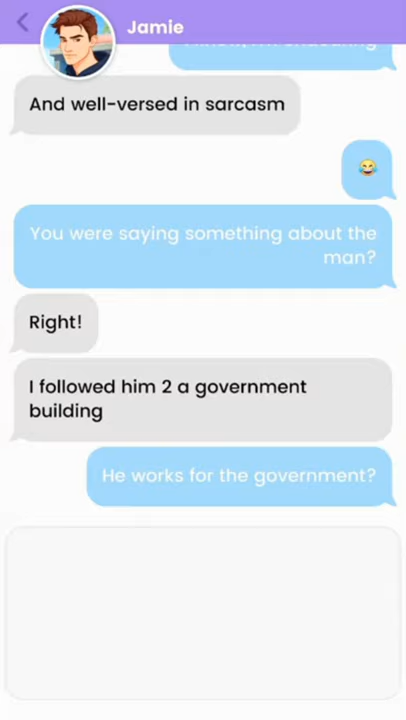 Jamie
And well-versed in sarcasm
😂
You were saying something about the
man?
Right!
I followed him 2 a government
building
He works for the government?